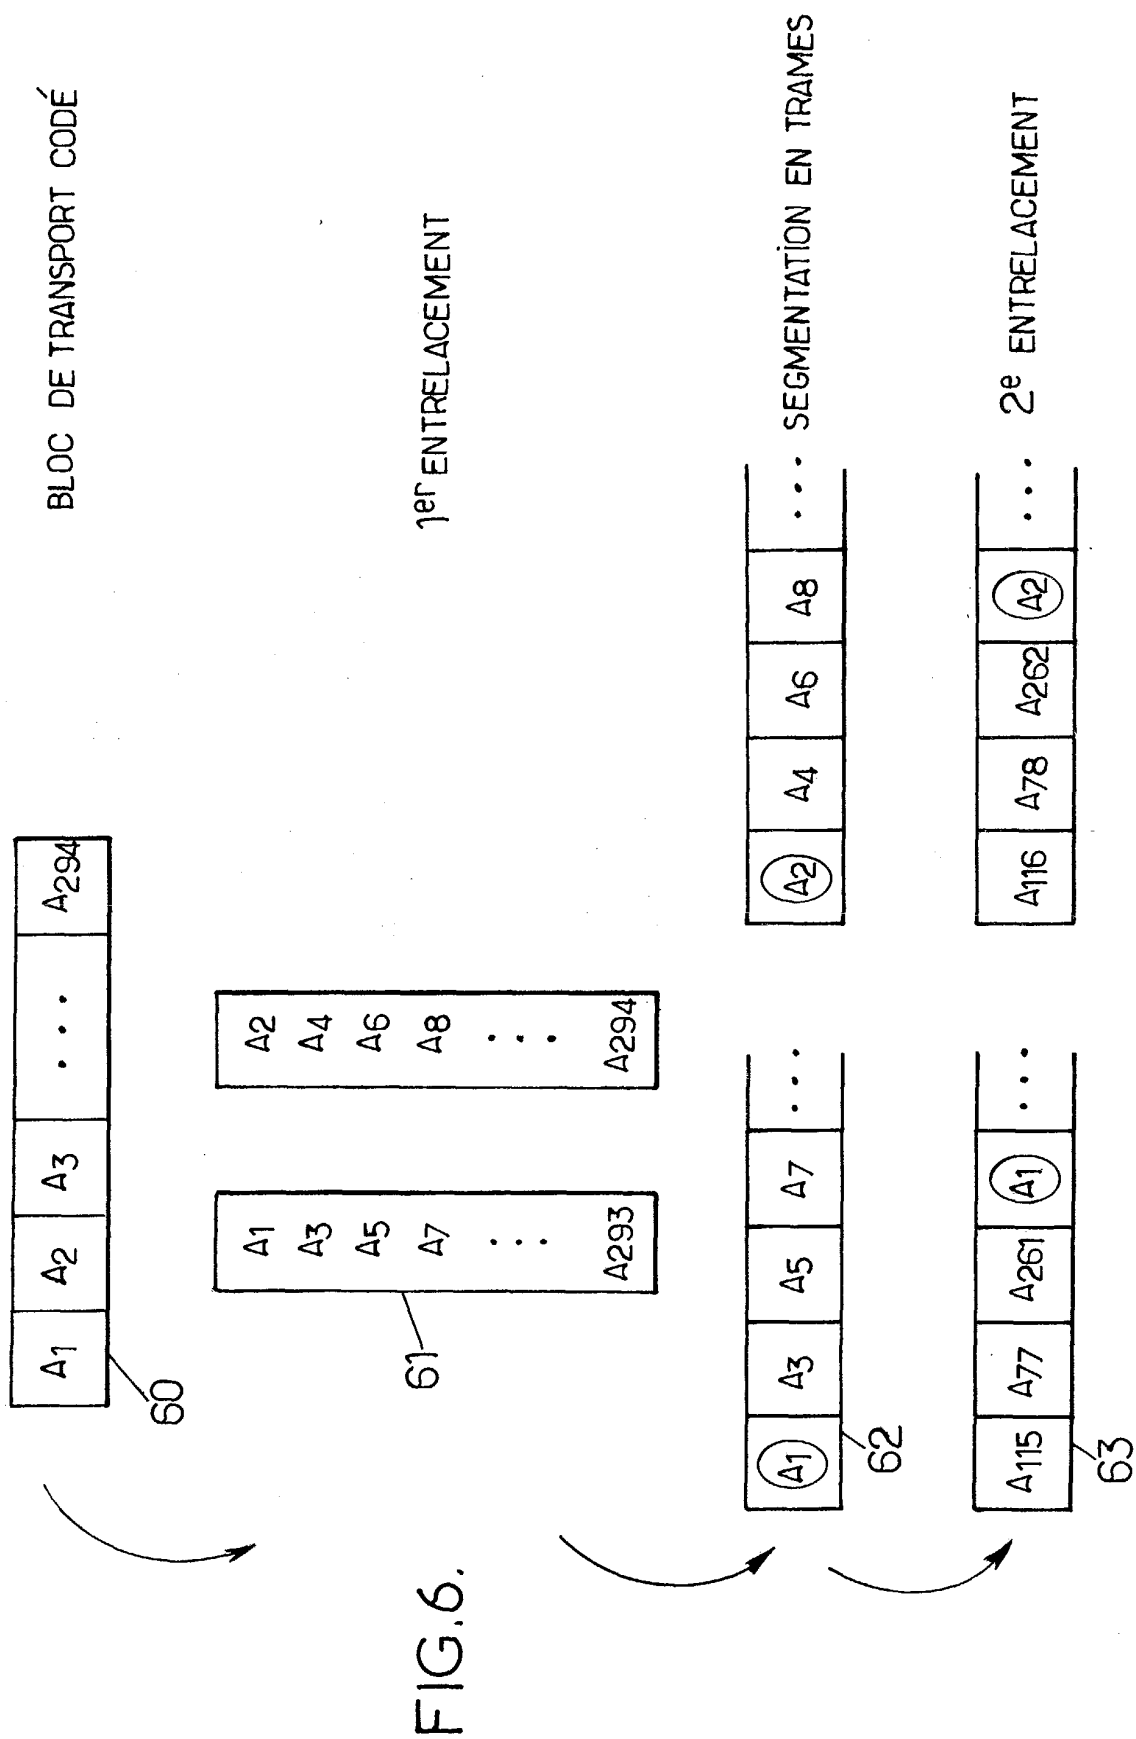 BLOC DE TRANSPORT CODÉ
A1 A2 A3 ... A294
60
1er ENTRELACEMENT
A1 A2
A3 A4
A5 A6
A7 A8
... ...
A293 A294
61
SEGMENTATION EN TRAMES
A1 A3 A5 A7 ... A2 A4 A6 A8 ...
62
2e ENTRELACEMENT
A115 A77 A261 A1 ... A116 A78 A262 A2 ...
63
FIG.6.